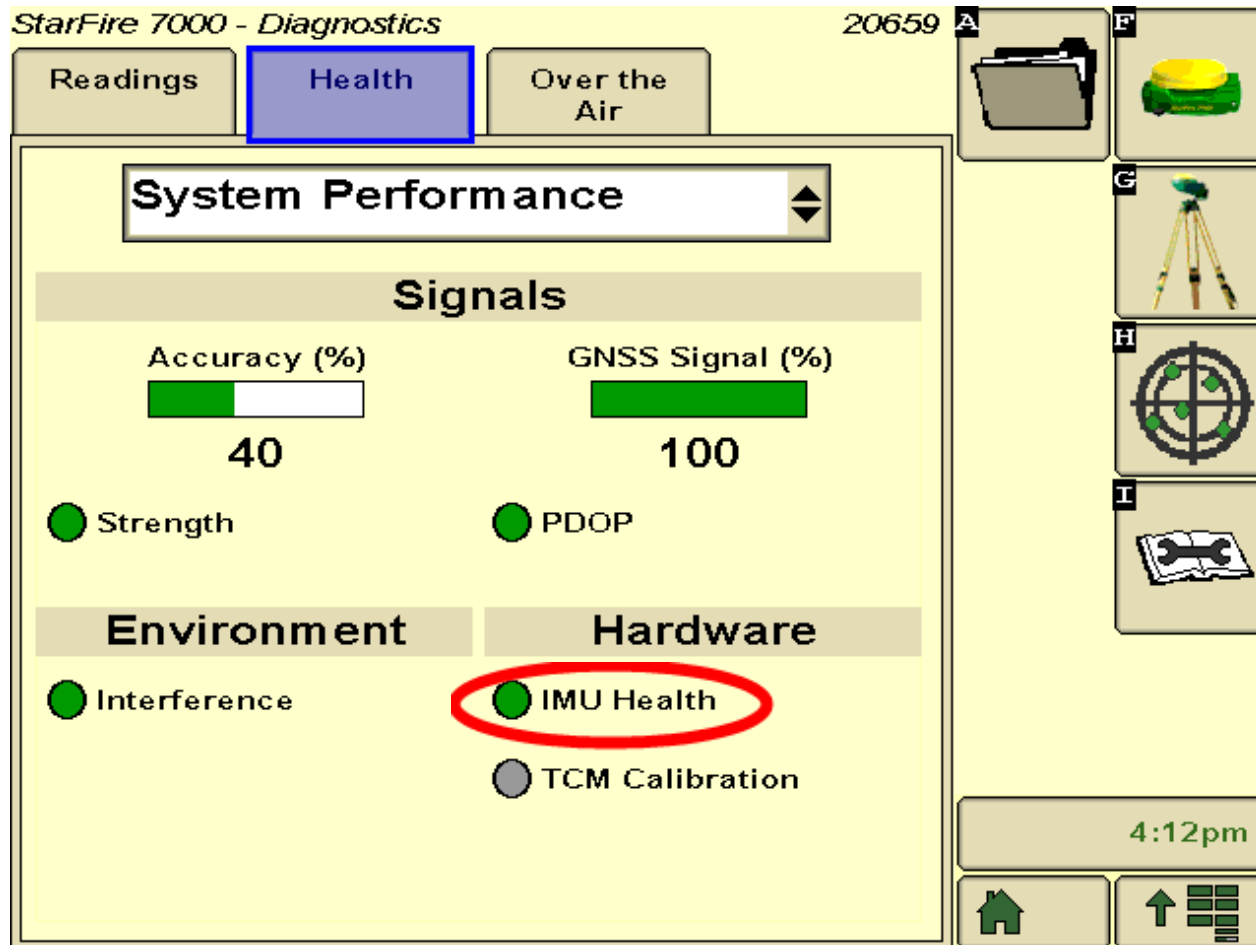 StarFire 7000 - Diagnostics 20659
Readings
Health
Over the
Air
System Performance
Signals
Accuracy (%)
GNSS Signal (%)
40
100
Strength
PDOP
Environment
Hardware
Interference
IMU Health
TCM Calibration
A
F
G
H
I
4:12pm